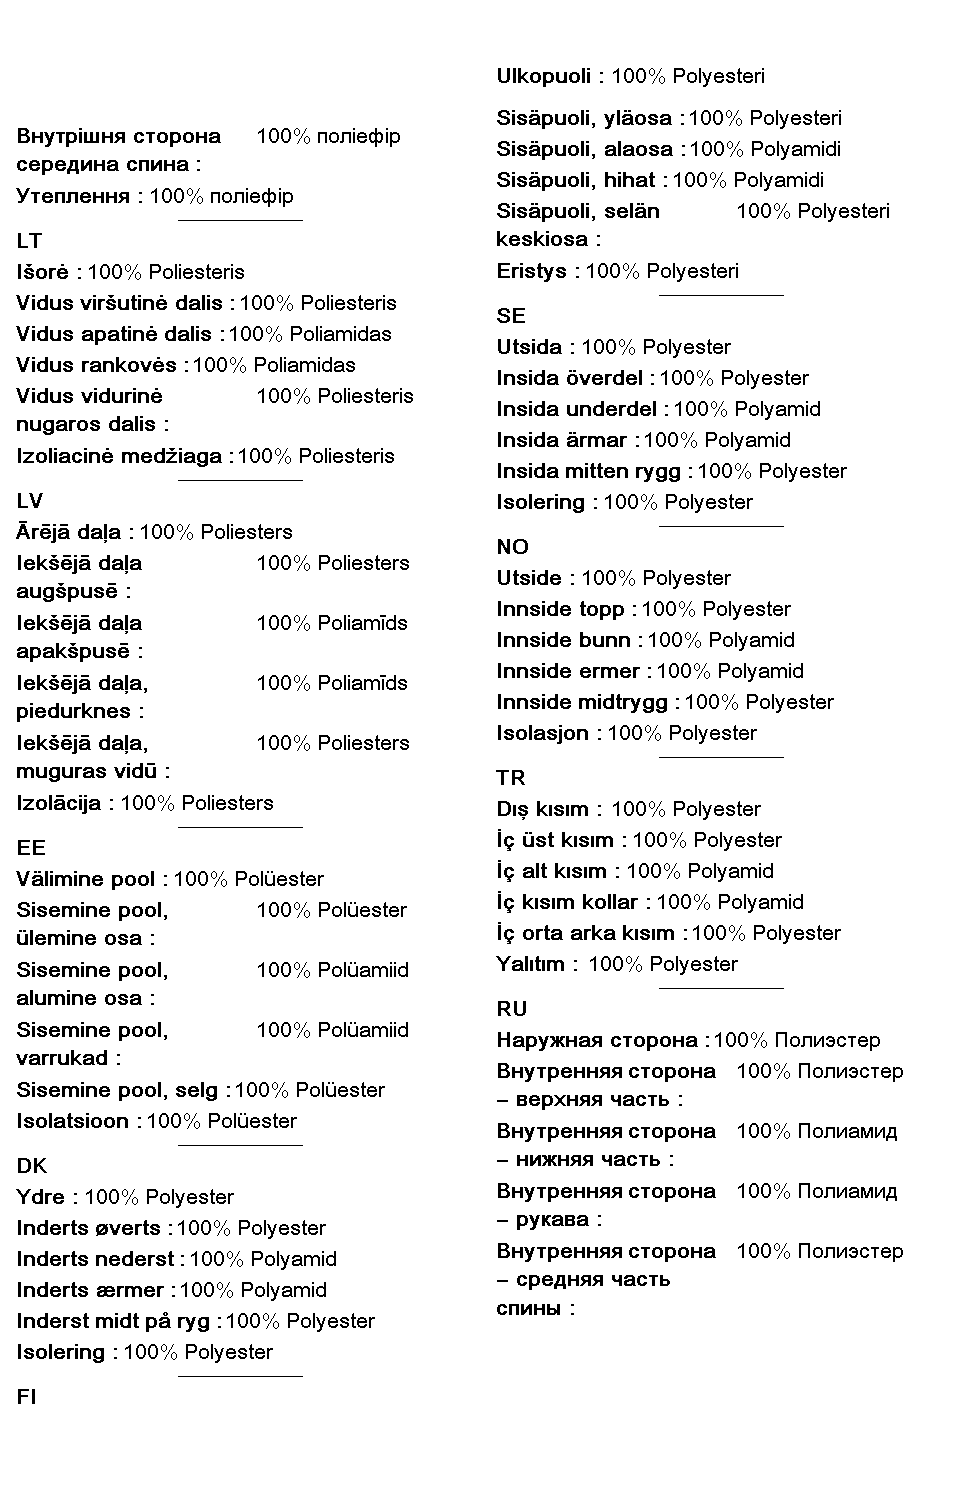 Внутрішня сторона 100% поліефір
середина спина :
Утеплення : 100% поліефір
LT
Išorė : 100% Poliesteris
Vidus viršutinė dalis : 100% Poliesteris
Vidus apatinė dalis : 100% Poliamidas
Vidus rankovės : 100% Poliamidas
Vidus vidurinė 100% Poliesteris
nugaros dalis :
Izoliacinė medžiaga : 100% Poliesteris
LV
Ārējā daļa : 100% Poliesters
Iekšējā daļa 100% Poliesters
augšpusē :
Iekšējā daļa 100% Poliamīds
apakšpusē :
Iekšējā daļa, 100% Poliamīds
piedurknes :
Iekšējā daļa, 100% Poliesters
muguras vidū :
Izolācija : 100% Poliesters
EE
Välimine pool : 100% Polüester
Sisemine pool, 100% Polüester
ülemine osa :
Sisemine pool, 100% Polüamiid
alumine osa :
Sisemine pool, 100% Polüamiid
varrukad :
Sisemine pool, selg : 100% Polüester
Isolatsioon : 100% Polüester
DK
Ydre : 100% Polyester
Inderts øverts : 100% Polyester
Inderts nederst : 100% Polyamid
Inderts ærmer : 100% Polyamid
Inderst midt på ryg : 100% Polyester
Isolering : 100% Polyester
FI
Ulkopuoli : 100% Polyesteri
Sisäpuoli, yläosa : 100% Polyesteri
Sisäpuoli, alaosa : 100% Polyamidi
Sisäpuoli, hihat : 100% Polyamidi
Sisäpuoli, selän 100% Polyesteri
keskiosa :
Eristys : 100% Polyesteri
SE
Utsida : 100% Polyester
Insida överdel : 100% Polyester
Insida underdel : 100% Polyamid
Insida ärmar : 100% Polyamid
Insida mitten rygg : 100% Polyester
Isolering : 100% Polyester
NO
Utside : 100% Polyester
Innside topp : 100% Polyester
Innside bunn : 100% Polyamid
Innside ermer : 100% Polyamid
Innside midtrygg : 100% Polyester
Isolasjon : 100% Polyester
TR
Dış kısım : 100% Polyester
İç üst kısım : 100% Polyester
İç alt kısım : 100% Polyamid
İç kısım kollar : 100% Polyamid
İç orta arka kısım : 100% Polyester
Yalıtım : 100% Polyester
RU
Наружная сторона : 100% Полиэстер
Внутренняя сторона 100% Полиэстер
– верхняя часть :
Внутренняя сторона 100% Полиамид
– нижняя часть :
Внутренняя сторона 100% Полиамид
– рукава :
Внутренняя сторона 100% Полиэстер
– средняя часть
спины :